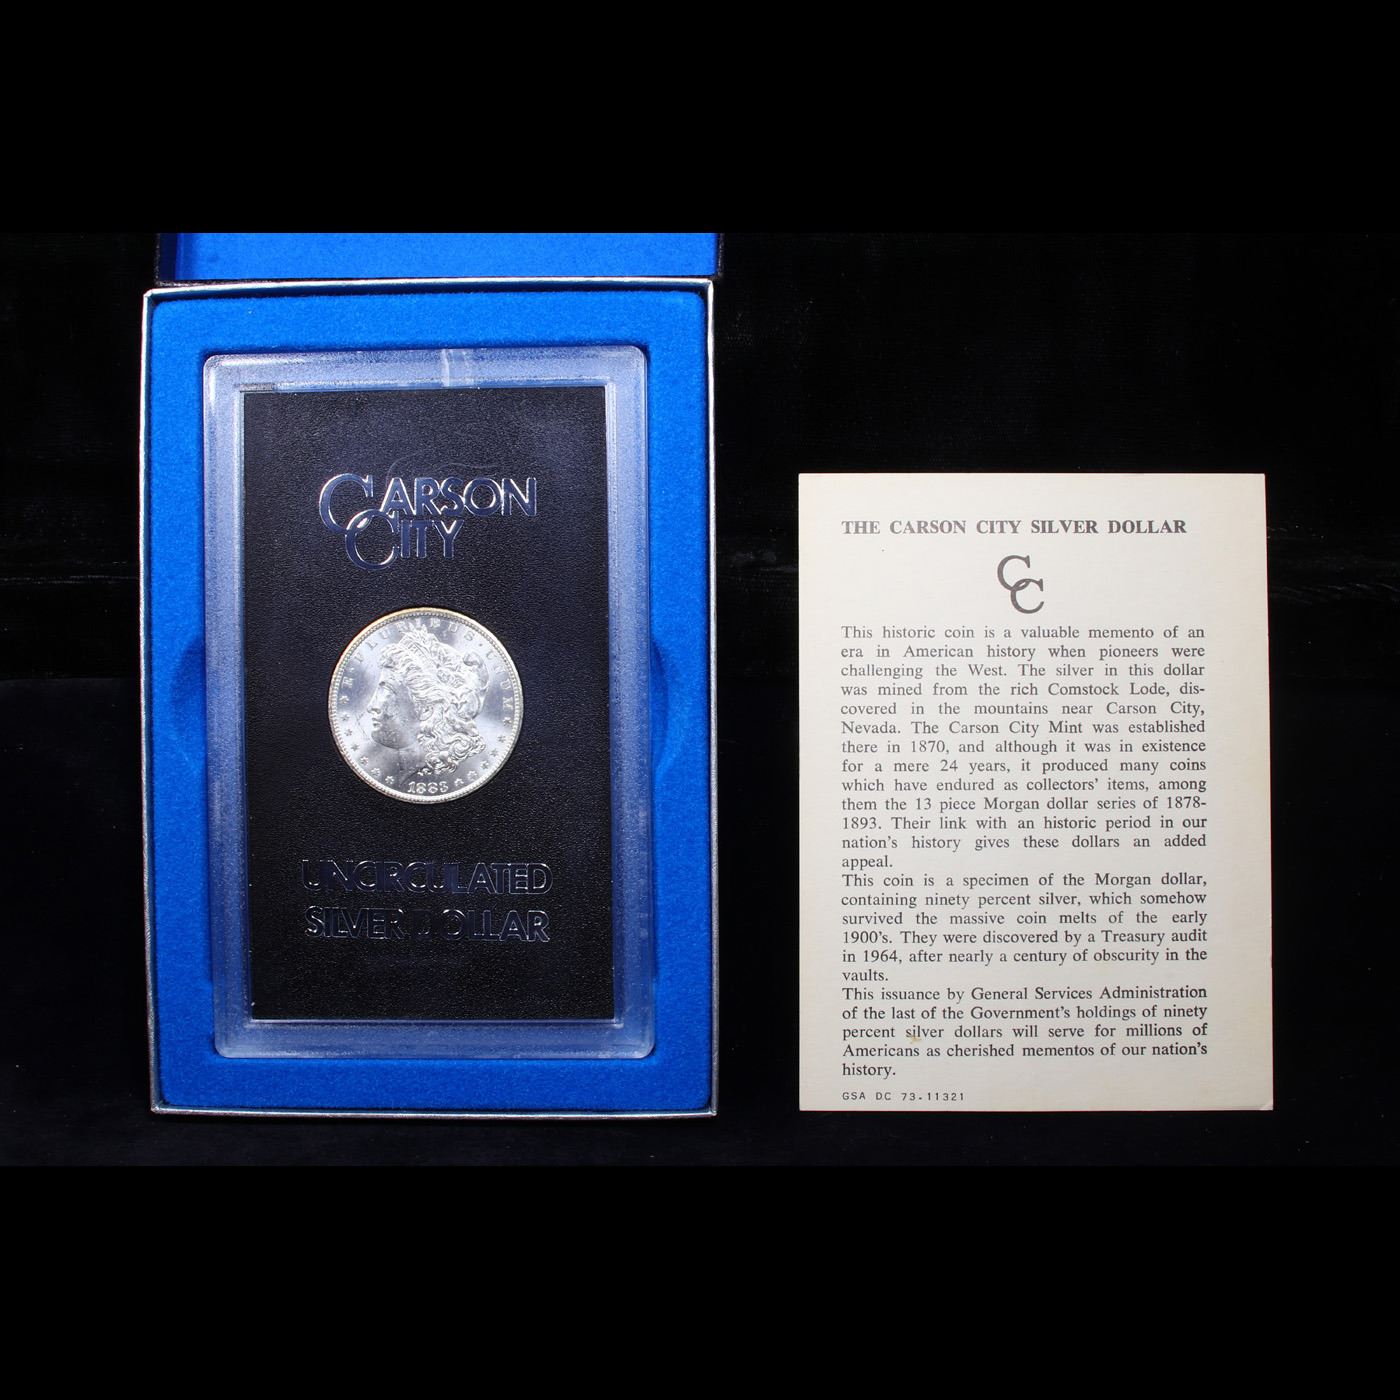 CARSON
CITY
E·PLURIBUS·UNUM
1883
UNCIRCULATED
SILVER DOLLAR
THE CARSON CITY SILVER DOLLAR
CC
This historic coin is a valuable memento of an
era in American history when pioneers were
challenging the West. The silver in this dollar
was mined from the rich Comstock Lode, dis-
covered in the mountains near Carson City,
Nevada. The Carson City Mint was established
there in 1870, and although it was in existence
for a mere 24 years, it produced many coins
which have endured as collectors' items, among
them the 13 piece Morgan dollar series of 1878-
1893. Their link with an historic period in our
nation's history gives these dollars an added
appeal.
This coin is a specimen of the Morgan dollar,
containing ninety percent silver, which somehow
survived the massive coin melts of the early
1900's. They were discovered by a Treasury audit
in 1964, after nearly a century of obscurity in the
vaults.
This issuance by General Services Administration
of the last of the Government's holdings of ninety
percent silver dollars will serve for millions of
Americans as cherished mementos of our nation's
history.
GSA DC 73-11321